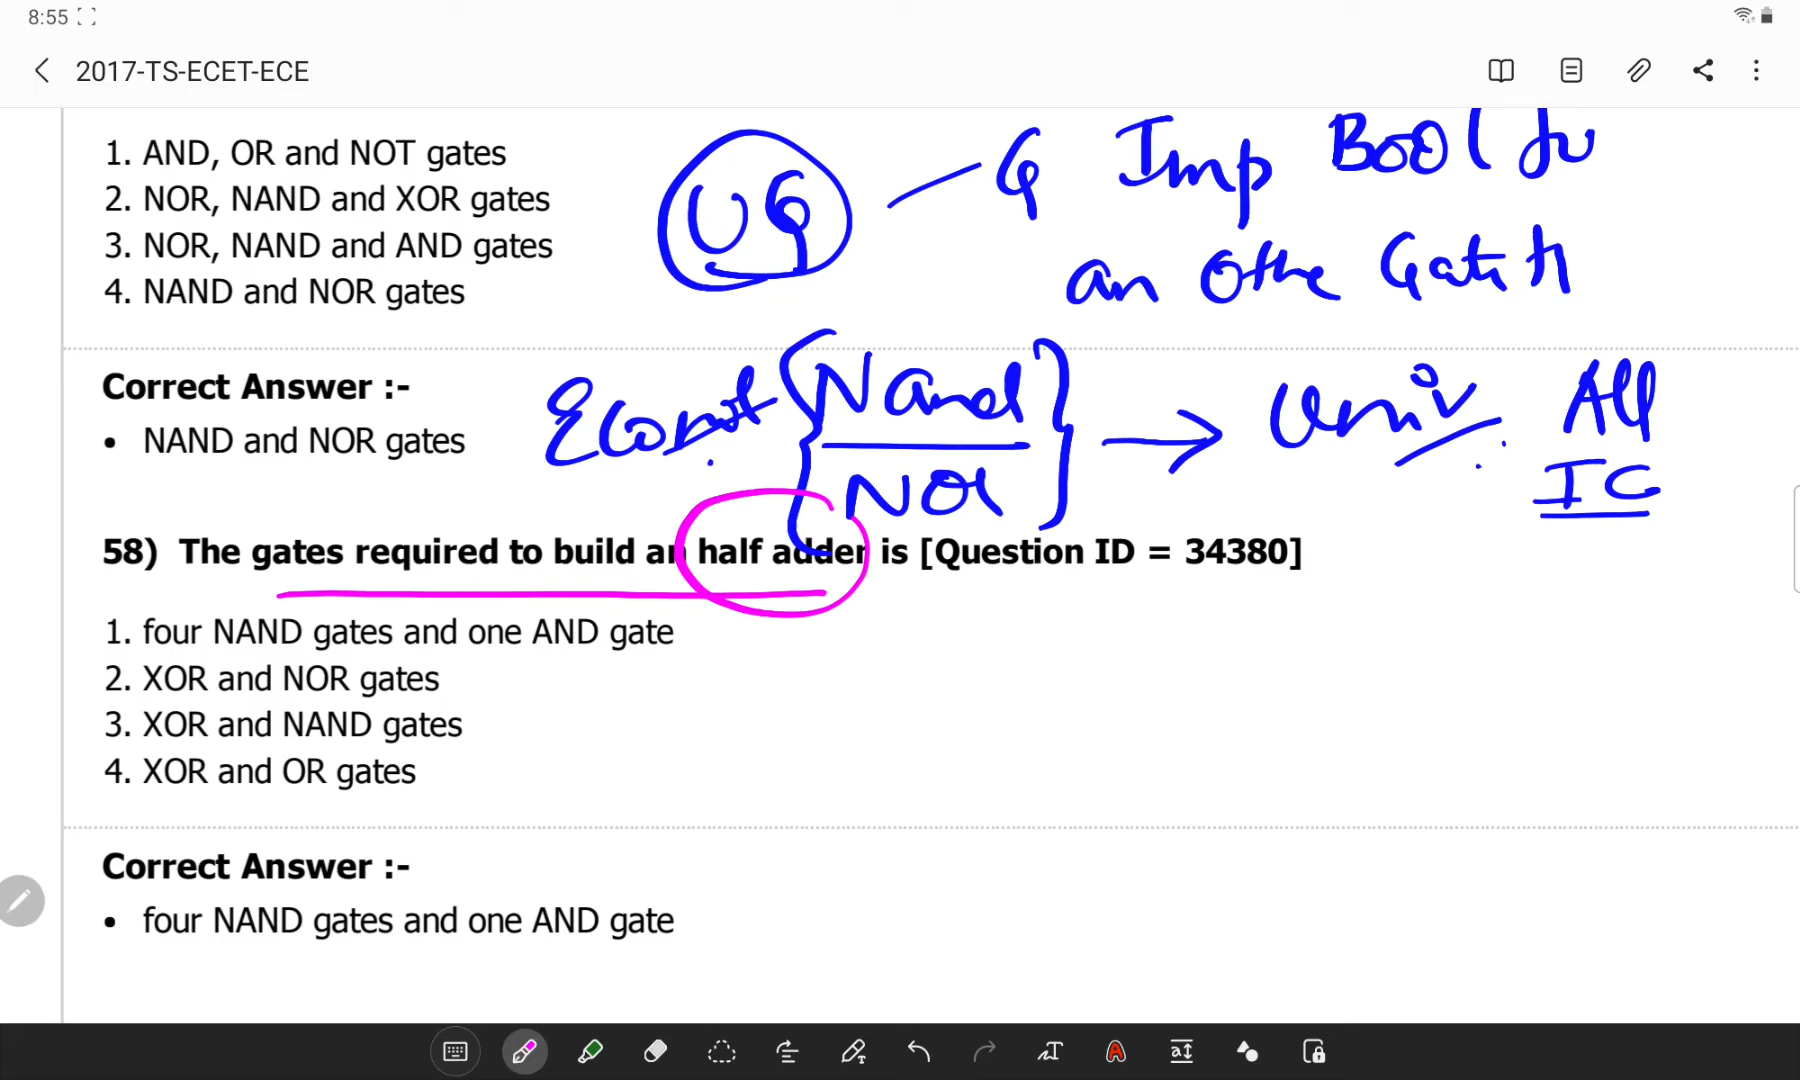 8:55
2017-TS-ECET-ECE
1. AND, OR and NOT gates
2. NOR, NAND and XOR gates
3. NOR, NAND and AND gates
4. NAND and NOR gates
UG — G Imp Bool fu
an Othe Gate
Correct Answer :-
• NAND and NOR gates
Nand
Nor
Univ All
IC
58) The gates required to build an half adder is [Question ID = 34380]
1. four NAND gates and one AND gate
2. XOR and NOR gates
3. XOR and NAND gates
4. XOR and OR gates
Correct Answer :-
• four NAND gates and one AND gate